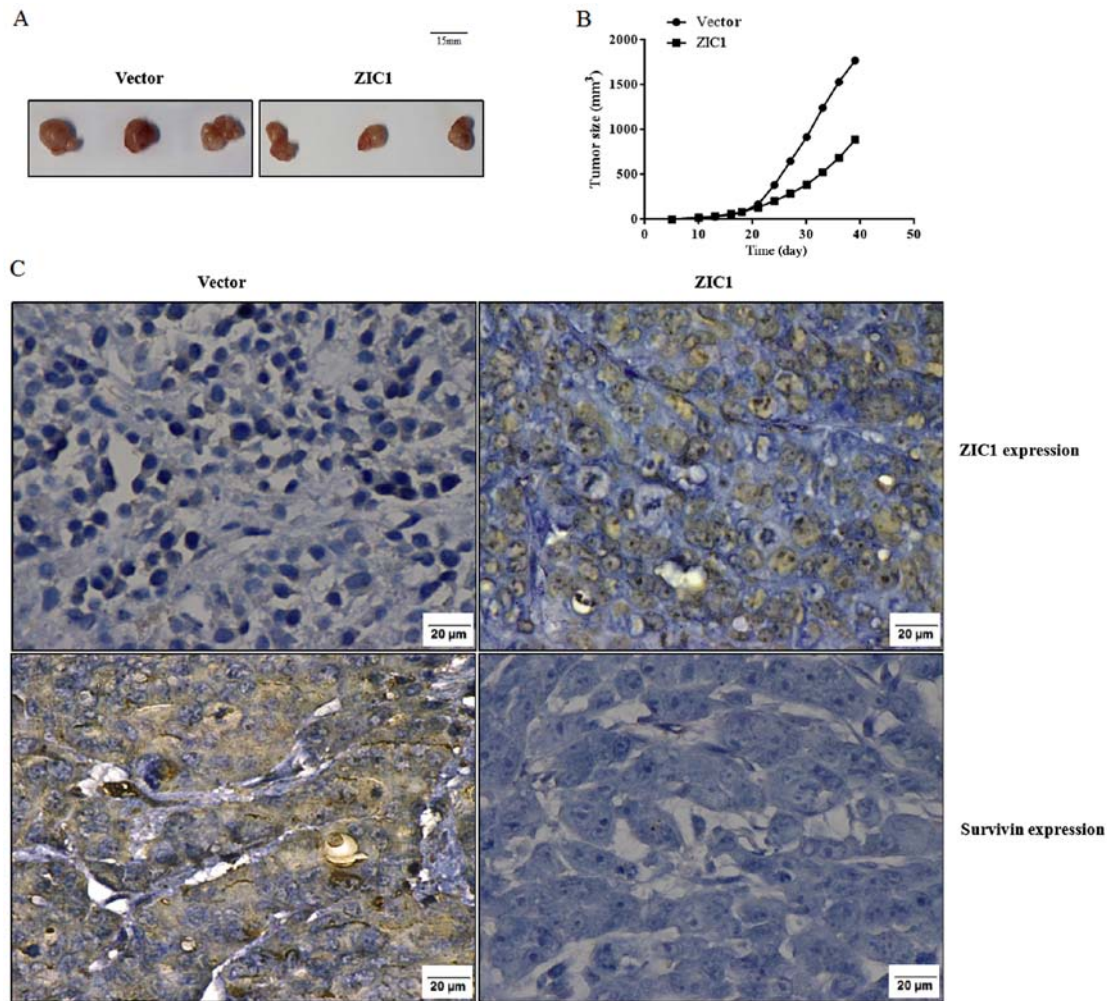 A
15mm
Vector
ZIC1
B
Vector
ZIC1
2000
1500
1000
500
0
Tumor size (mm³)
0
10
20
30
40
50
Time (day)
C
Vector
ZIC1
ZIC1 expression
20 µm
20 µm
Survivin expression
20 µm
20 µm